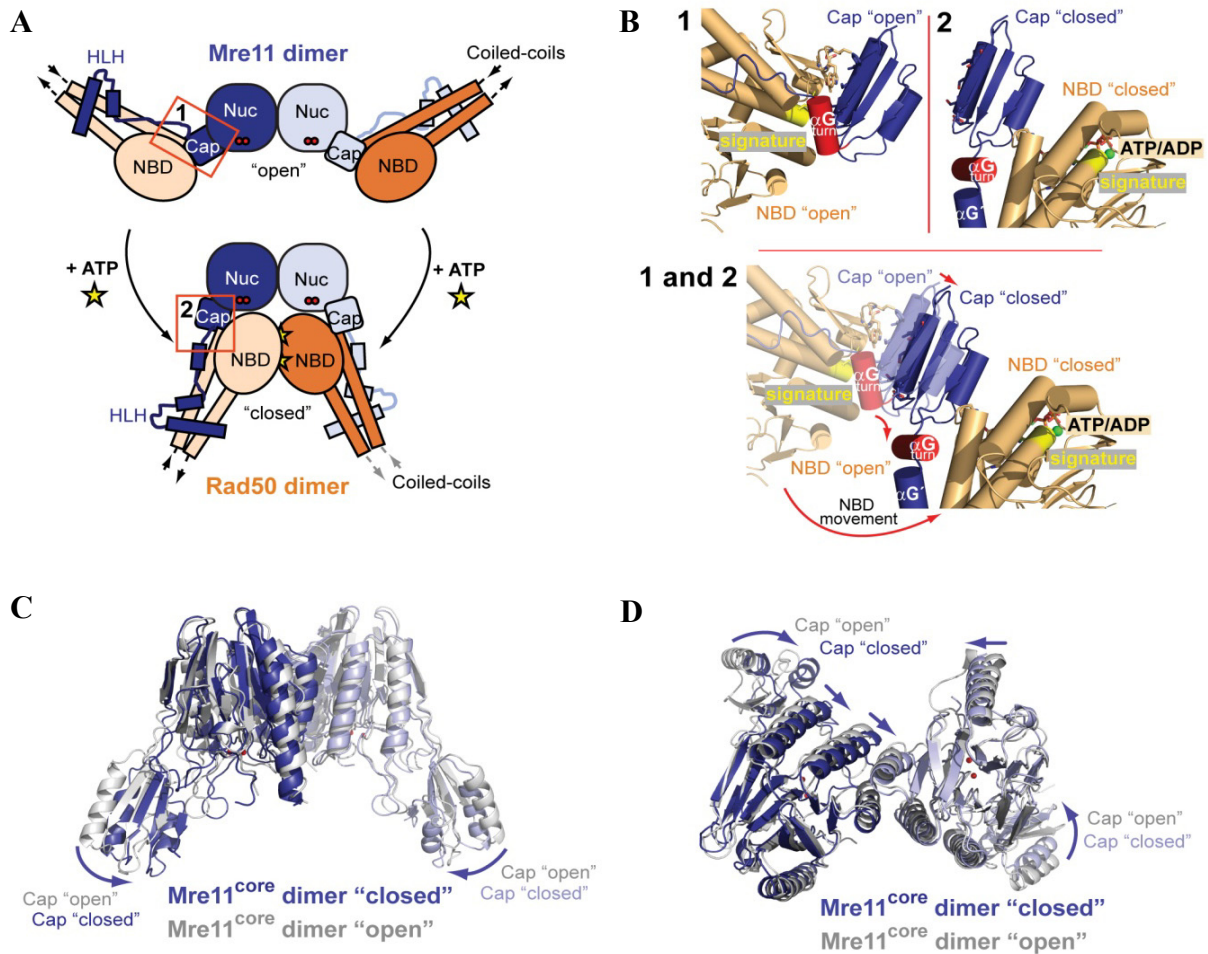 A
Mre11 dimer
HLH
Coiled-coils
1
Nuc
Nuc
Cap
Cap
"open"
NBD
NBD
+ ATP
+ ATP
2
Nuc
Nuc
Cap
Cap
NBD
NBD
HLH
"closed"
Coiled-coils
Rad50 dimer
B
1
Cap "open"
αG
turn
signature
NBD "open"
2
Cap "closed"
NBD "closed"
ATP/ADP
signature
αG
turn
αG´
1 and 2
Cap "open"
Cap "closed"
αG
turn
signature
NBD "closed"
ATP/ADP
signature
NBD "open"
αG
turn
αG´
NBD
movement
C
Cap "open"
Cap "closed"
Cap "open"
Cap "closed"
Mre11core dimer "closed"
Mre11core dimer "open"
D
Cap "open"
Cap "closed"
Cap "open"
Cap "closed"
Mre11core dimer "closed"
Mre11core dimer "open"